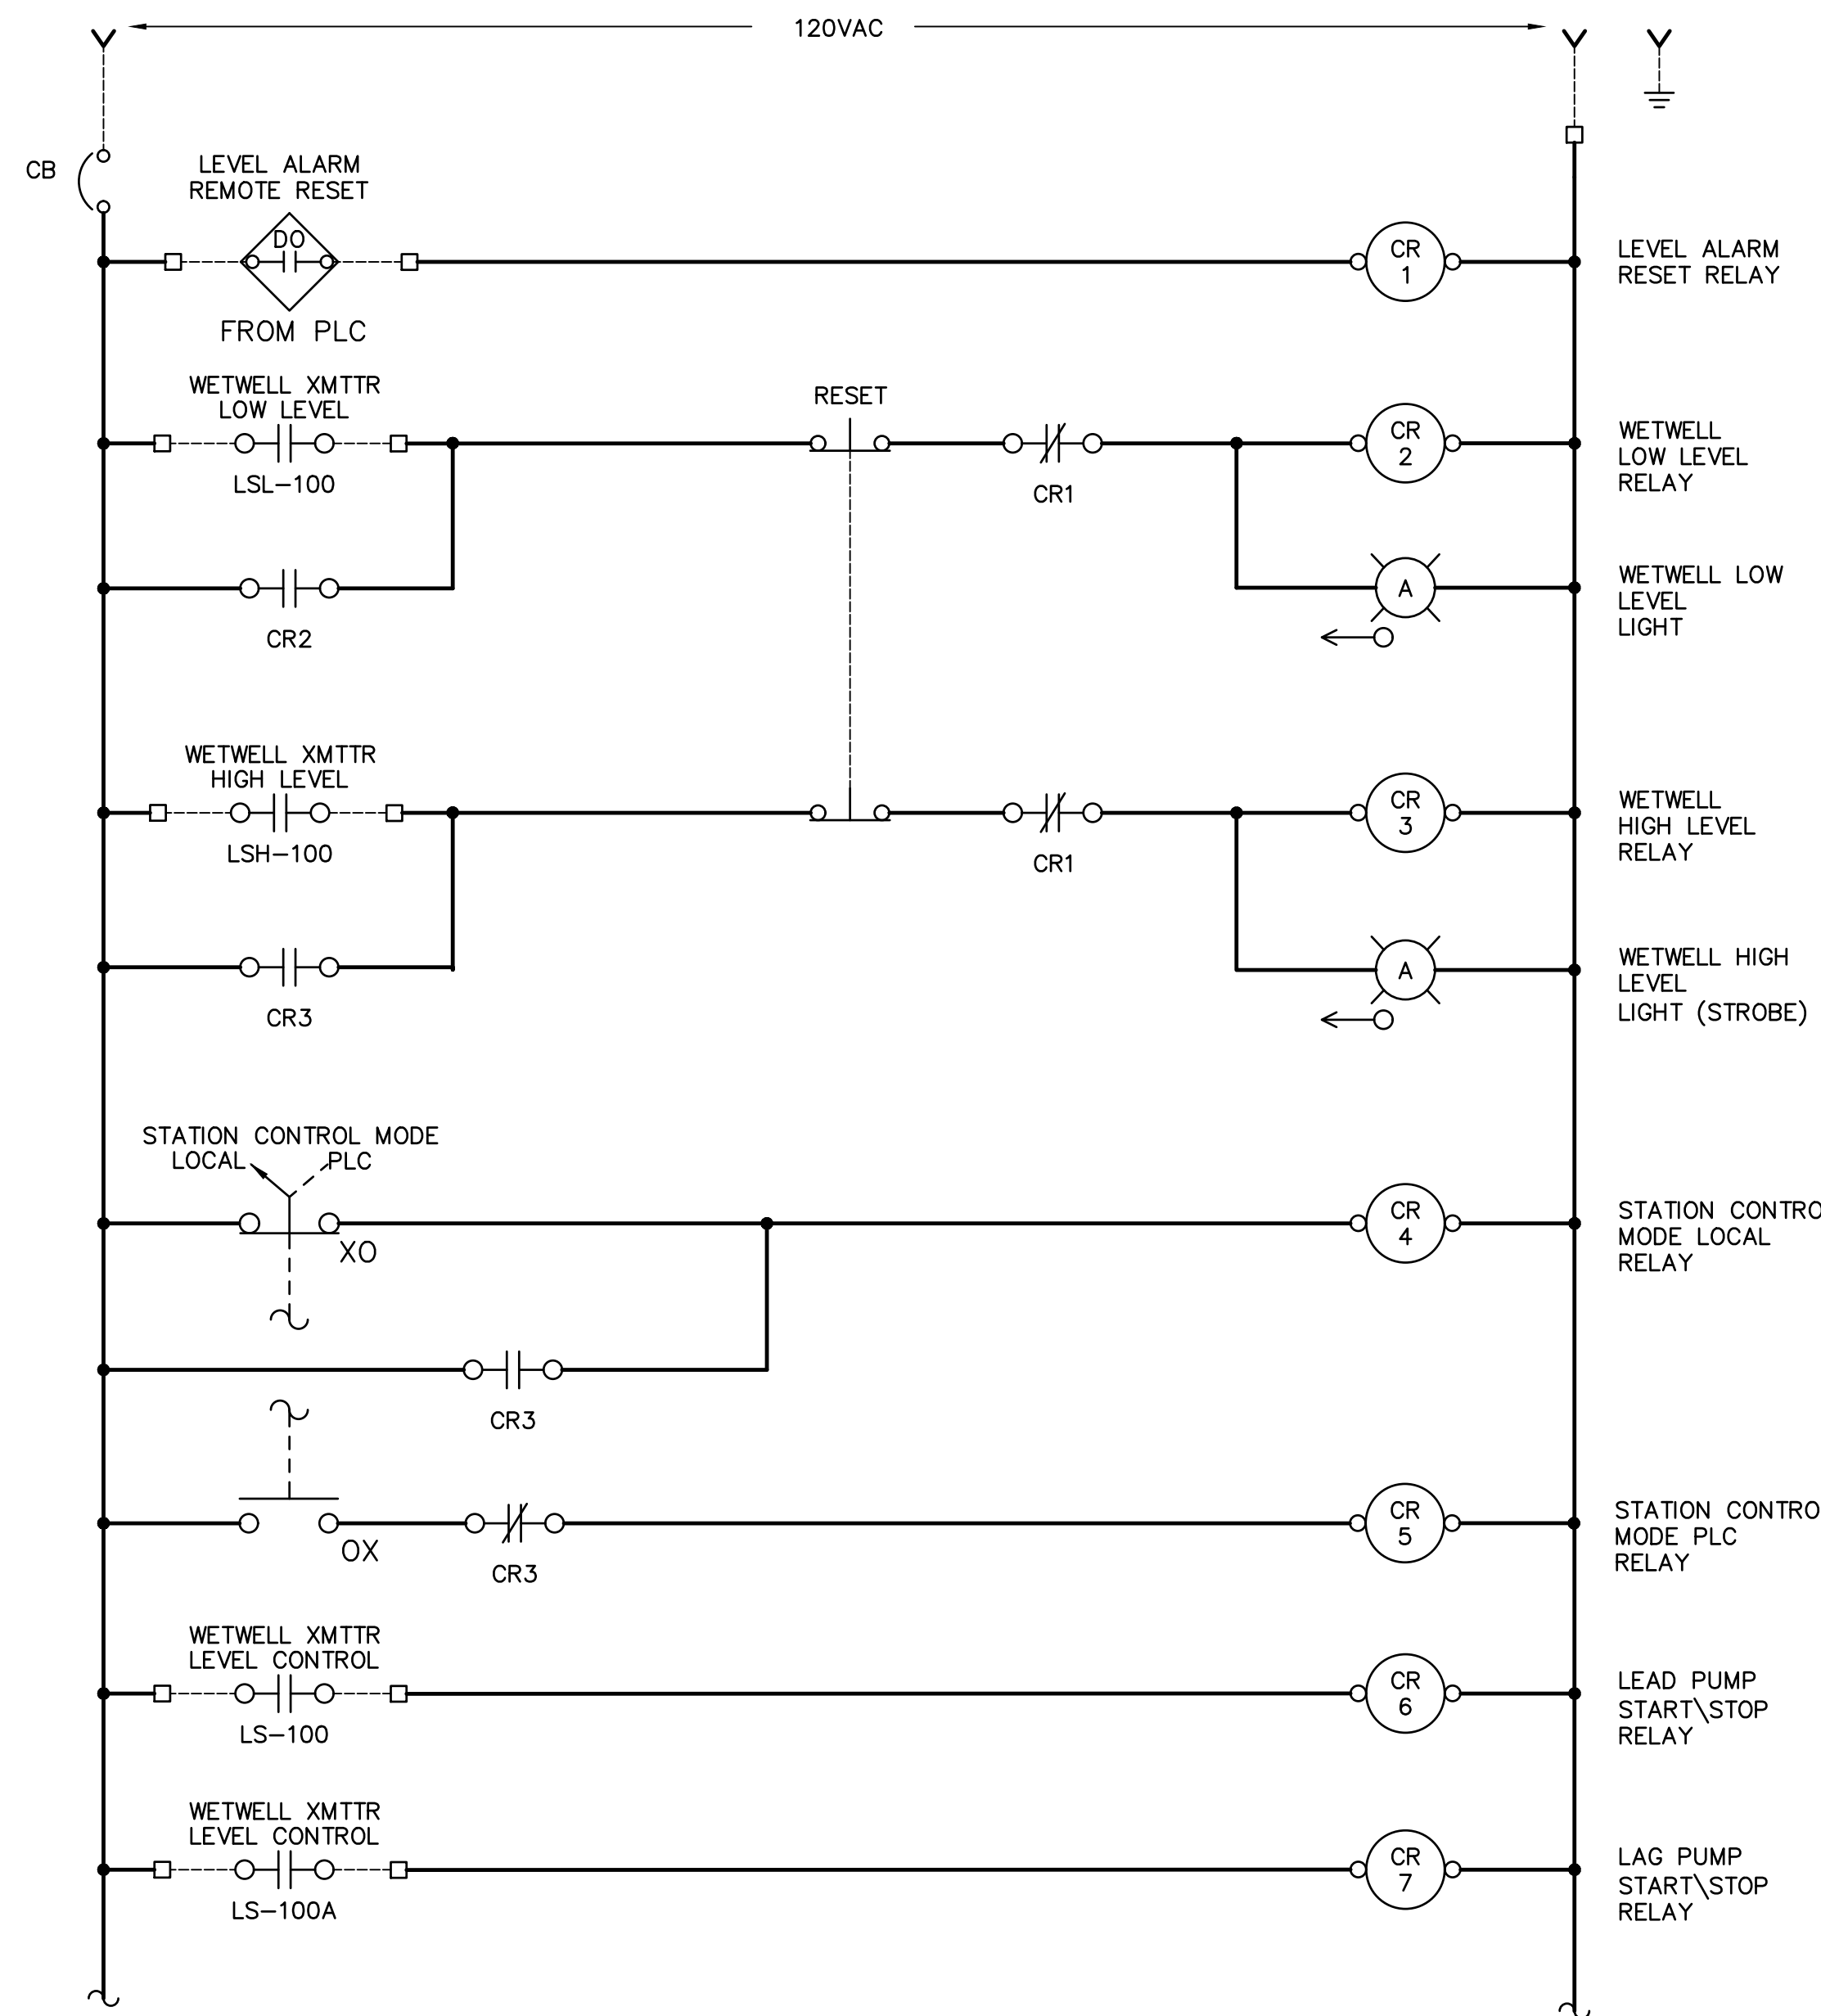 120VAC
CB
LEVEL ALARM
REMOTE RESET
DO
FROM PLC
CR
1
LEVEL ALARM
RESET RELAY
WETWELL XMTTR
LOW LEVEL
LSL-100
RESET
CR1
CR
2
WETWELL
LOW LEVEL
RELAY
CR2
A
WETWELL LOW
LEVEL
LIGHT
WETWELL XMTTR
HIGH LEVEL
LSH-100
CR1
CR
3
WETWELL
HIGH LEVEL
RELAY
CR3
A
WETWELL HIGH
LEVEL
LIGHT (STROBE)
STATION CONTROL MODE
LOCAL PLC
XO
CR
4
STATION CONTRO
MODE LOCAL
RELAY
CR3
OX
CR3
CR
5
STATION CONTRO
MODE PLC
RELAY
WETWELL XMTTR
LEVEL CONTROL
LS-100
CR
6
LEAD PUMP
START\STOP
RELAY
WETWELL XMTTR
LEVEL CONTROL
LS-100A
CR
7
LAG PUMP
START\STOP
RELAY